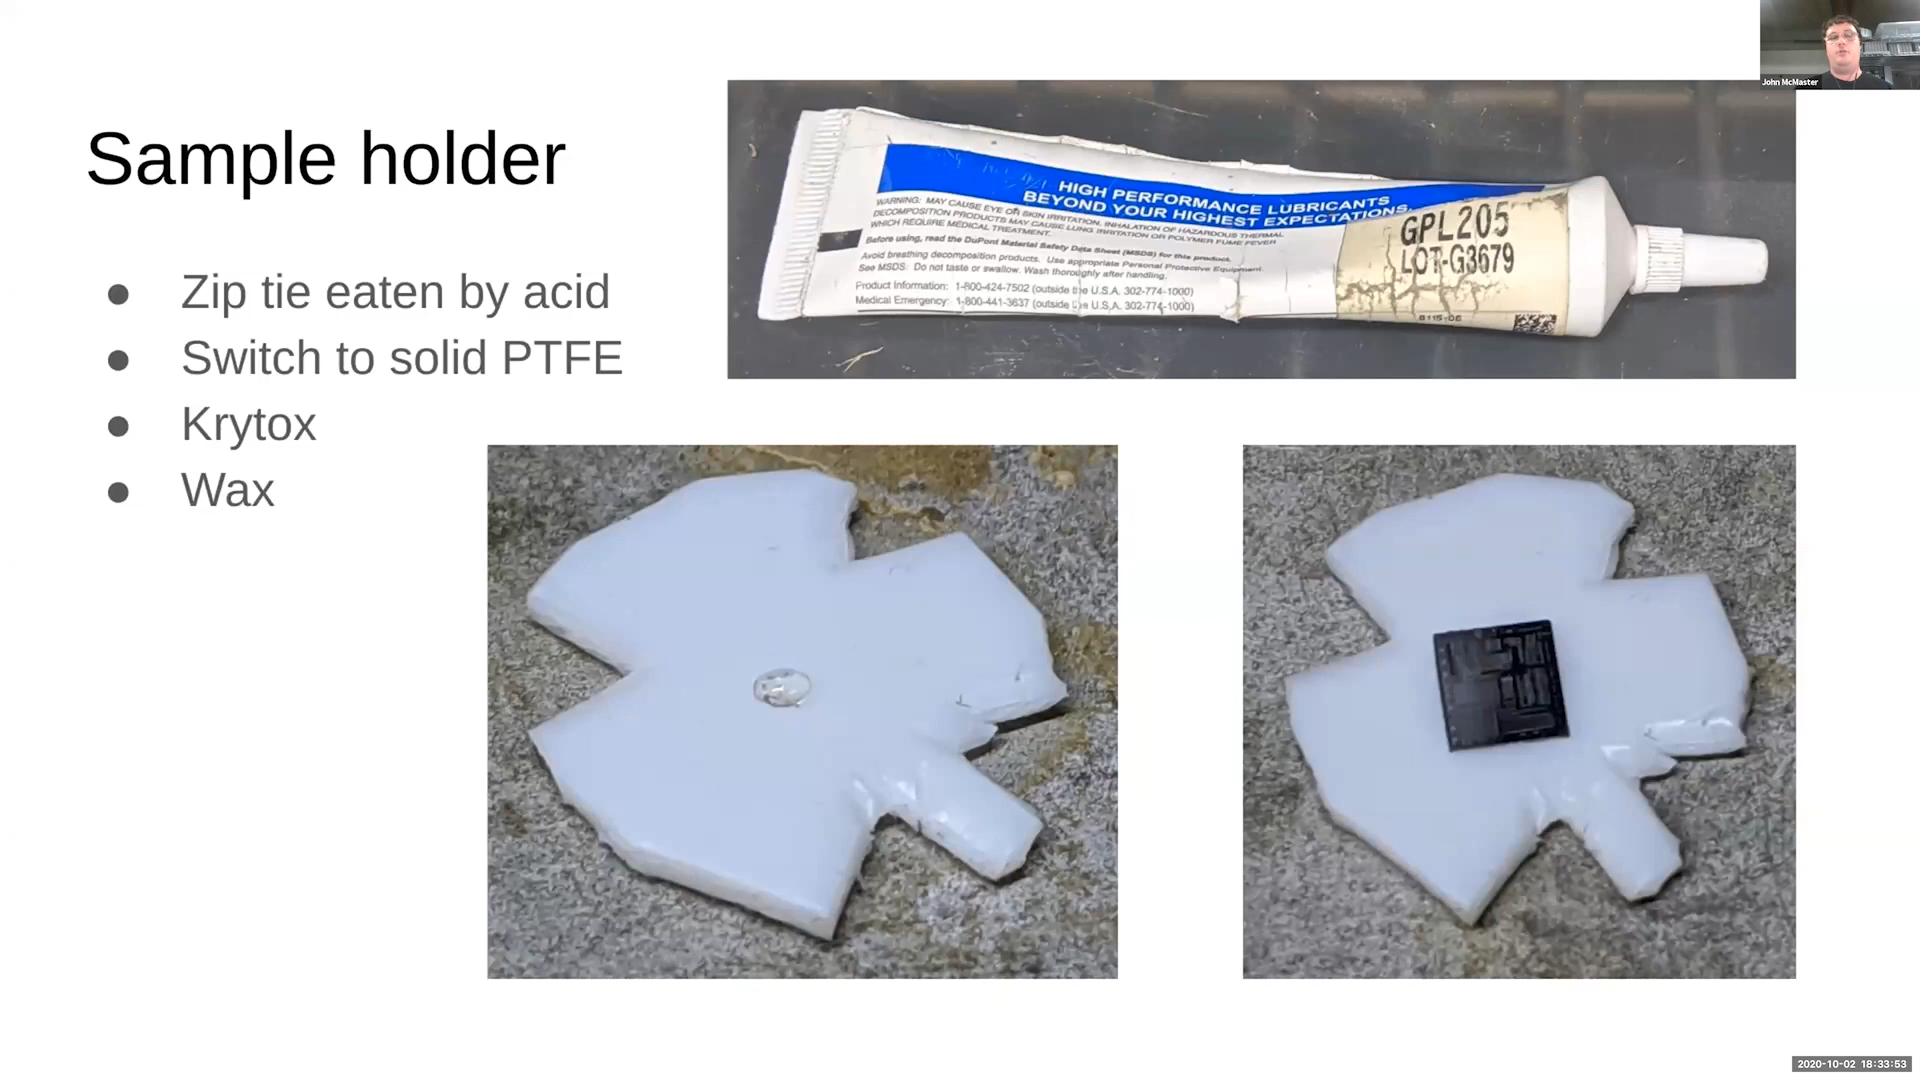 John McMaster
Sample holder
● Zip tie eaten by acid
● Switch to solid PTFE
● Krytox
● Wax
HIGH PERFORMANCE LUBRICANTS
BEYOND YOUR HIGHEST EXPECTATIONS.
WARNING: MAY CAUSE EYE OR SKIN IRRITATION. INHALATION OF HAZARDOUS THERMAL
DECOMPOSITION PRODUCTS MAY CAUSE LUNG IRRITATION OR POLYMER FUME FEVER
WHICH REQUIRE MEDICAL TREATMENT.
Before using, read the DuPont Material Safety Data Sheet (MSDS) for this product.
Avoid breathing decomposition products. Use appropriate Personal Protective Equipment.
See MSDS. Do not taste or swallow. Wash thoroughly after handling.
Product Information: 1-800-424-7502 (outside the U.S.A. 302-774-1000)
Medical Emergency: 1-800-441-3637 (outside the U.S.A. 302-774-1000)
GPL205
LOT-G3679
2020-10-02 18:33:53